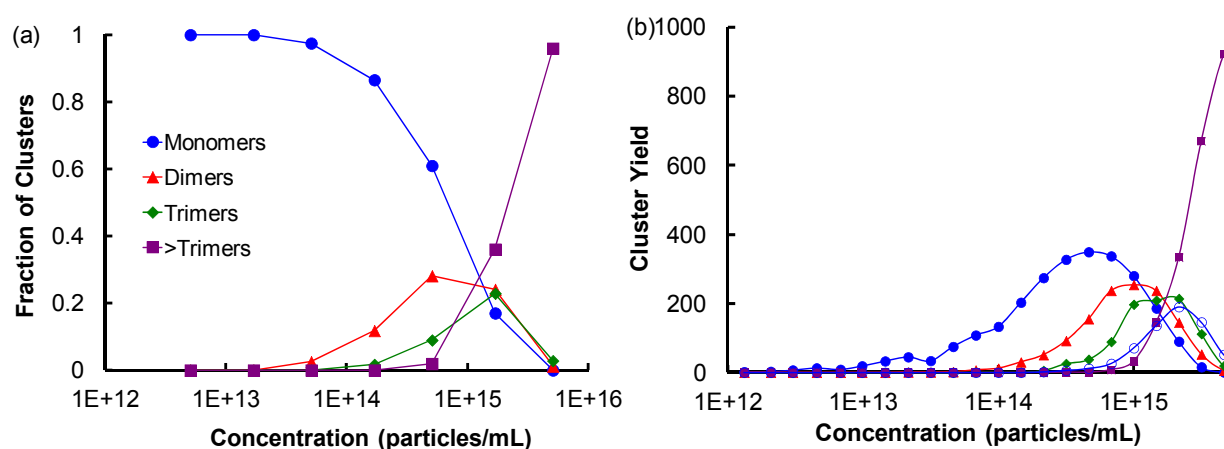 (a)
Fraction of Clusters
1
0.8
0.6
0.4
0.2
0
Monomers
Dimers
Trimers
>Trimers
1E+12 1E+13 1E+14 1E+15 1E+16
Concentration (particles/mL)
(b)
Cluster Yield
1000
800
600
400
200
0
1E+12 1E+13 1E+14 1E+15
Concentration (particles/mL)